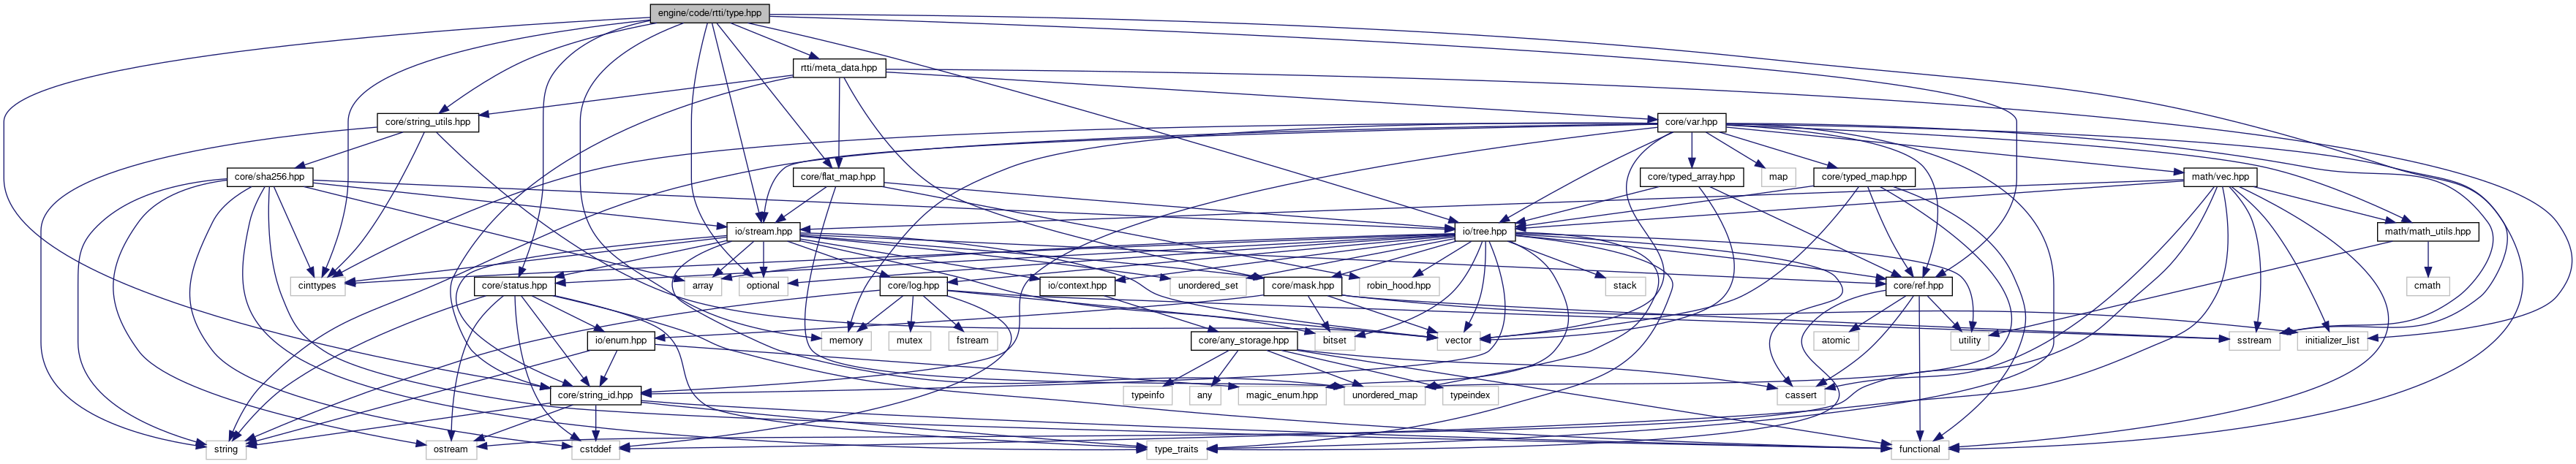 engine/code/rtti/type.hpp
rtti/meta_data.hpp
core/string_utils.hpp
core/var.hpp
core/sha256.hpp
core/flat_map.hpp
core/typed_array.hpp
map
core/typed_map.hpp
math/vec.hpp
io/stream.hpp
io/tree.hpp
math/math_utils.hpp
cinttypes
core/status.hpp
array
optional
core/log.hpp
io/context.hpp
unordered_set
core/mask.hpp
robin_hood.hpp
stack
core/ref.hpp
cmath
io/enum.hpp
memory
mutex
fstream
core/any_storage.hpp
bitset
vector
atomic
utility
sstream
initializer_list
core/string_id.hpp
typeinfo
any
magic_enum.hpp
unordered_map
typeindex
cassert
string
ostream
cstddef
type_traits
functional